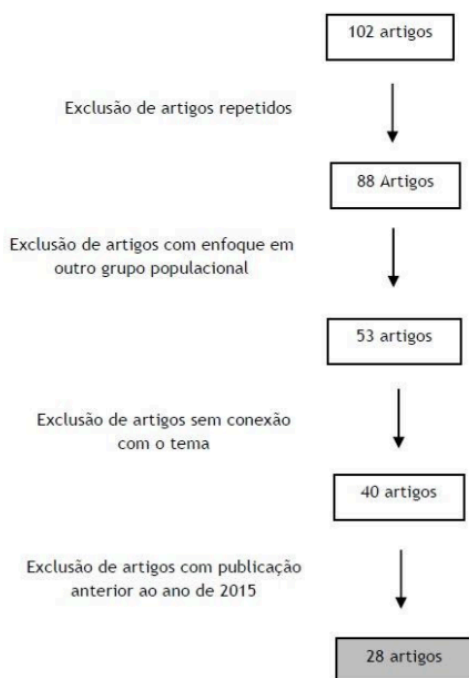 102 artigos
Exclusão de artigos repetidos
88 Artigos
Exclusão de artigos com enfoque em
outro grupo populacional
53 artigos
Exclusão de artigos sem conexão
com o tema
40 artigos
Exclusão de artigos com publicação
anterior ao ano de 2015
28 artigos